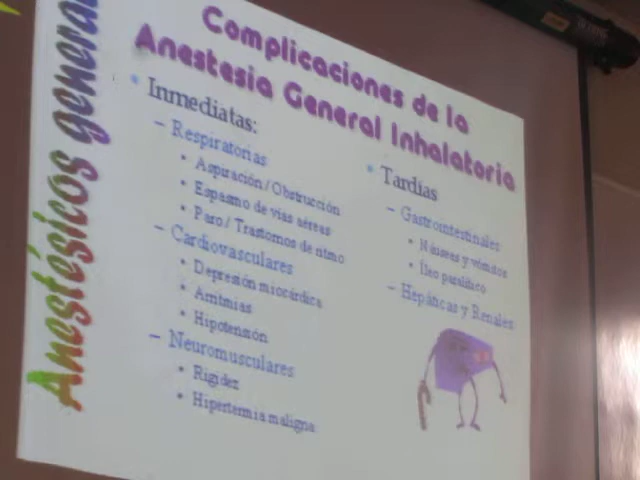 Anestésicos general
Complicaciones de la
Anestesia General Inhalatoria
• Inmediatas:
– Respiratorias
• Aspiración / Obstrucción
• Espasmo de vías aéreas
• Paro / Trastornos de ritmo
– Cardiovasculares
• Depresión miocárdica
• Arritmias
• Hipotensión
– Neuromusculares
• Rigidez
• Hipertermia maligna
• Tardías
– Gastrointestinales
• Náuseas y vómitos
• Íleo paralítico
– Hepáticas y Renales